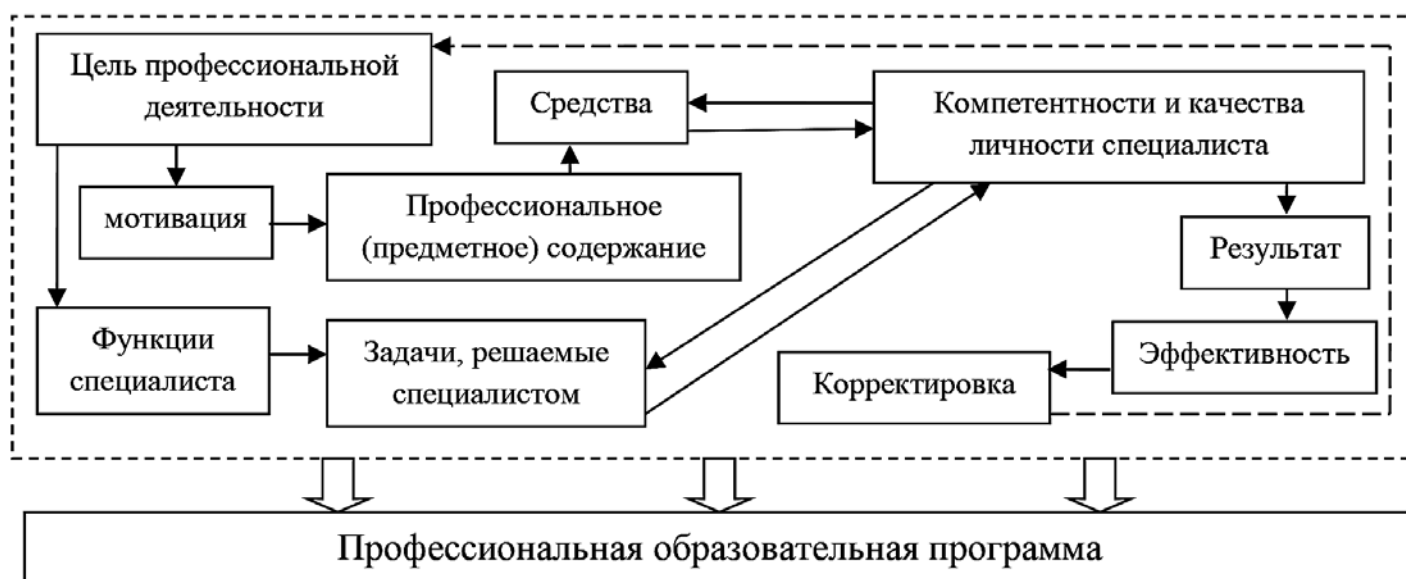 Цель профессиональной
деятельности
Средства
Компетентности и качества
личности специалиста
мотивация
Профессиональное
(предметное) содержание
Результат
Функции
специалиста
Задачи, решаемые
специалистом
Корректировка
Эффективность
Профессиональная образовательная программа